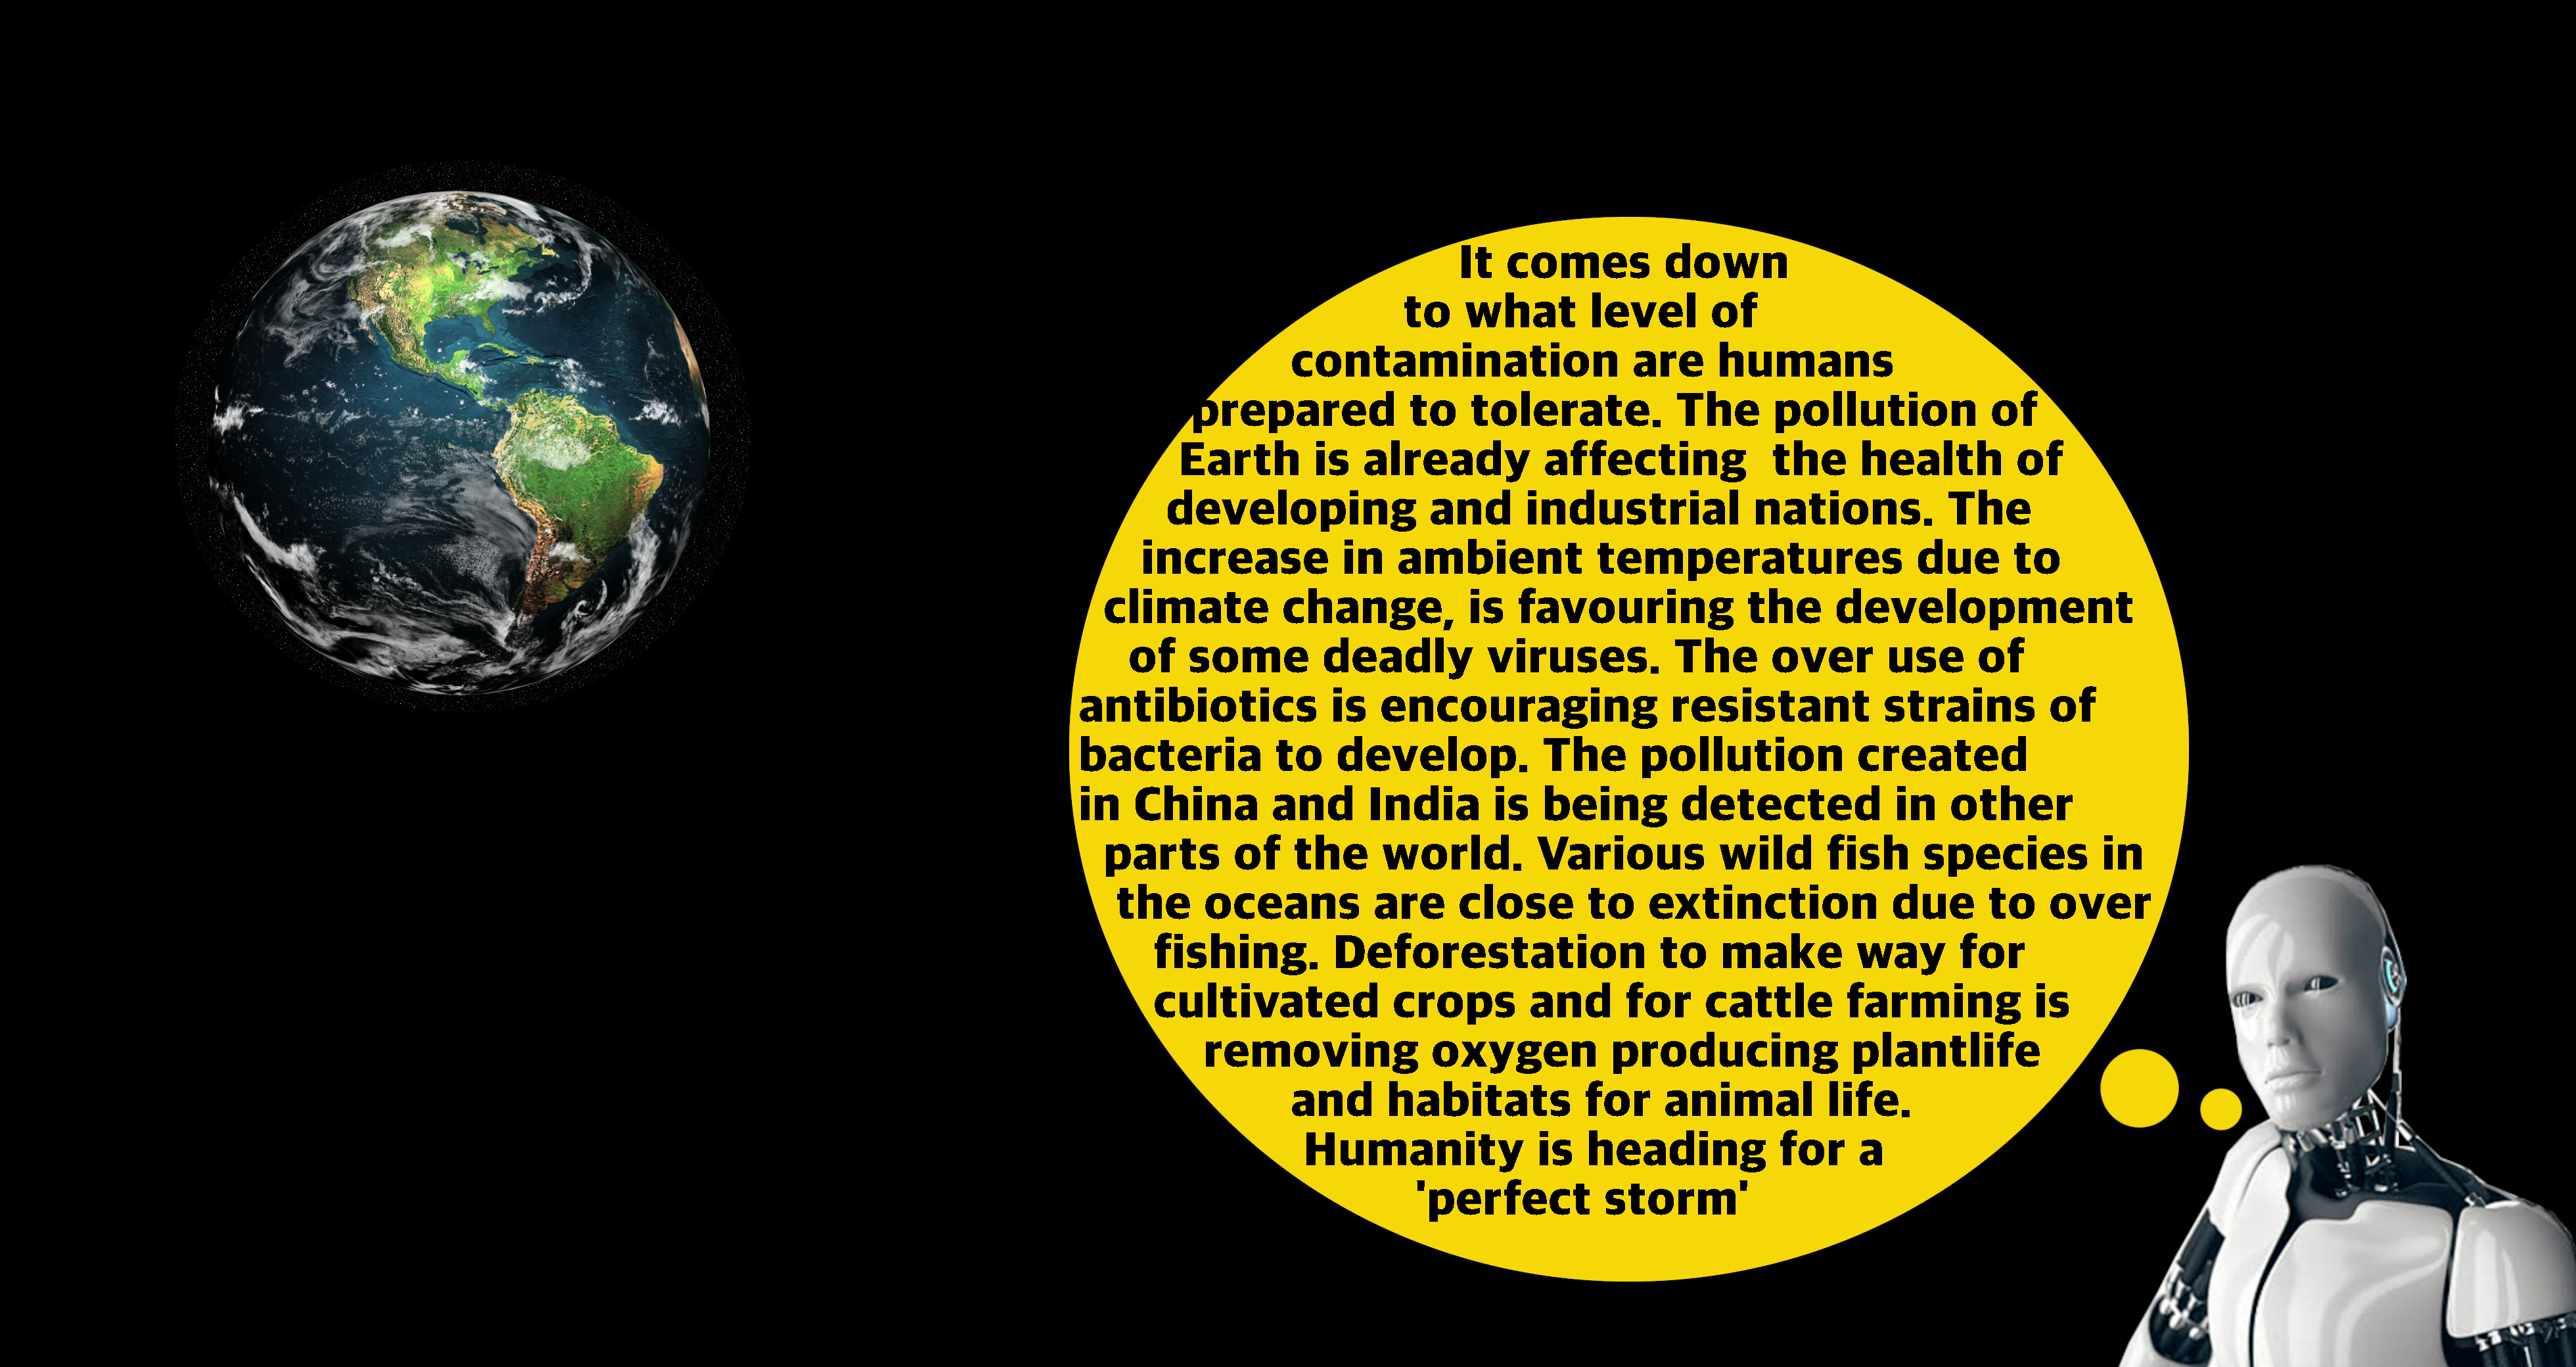 It comes down
to what level of
contamination are humans
prepared to tolerate. The pollution of
Earth is already affecting  the health of
developing and industrial nations. The
increase in ambient temperatures due to
climate change, is favouring the development
of some deadly viruses. The over use of
antibiotics is encouraging resistant strains of
bacteria to develop. The pollution created
in China and India is being detected in other
parts of the world. Various wild fish species in
the oceans are close to extinction due to over
fishing. Deforestation to make way for
cultivated crops and for cattle farming is
removing oxygen producing plantlife
and habitats for animal life.
Humanity is heading for a
'perfect storm'